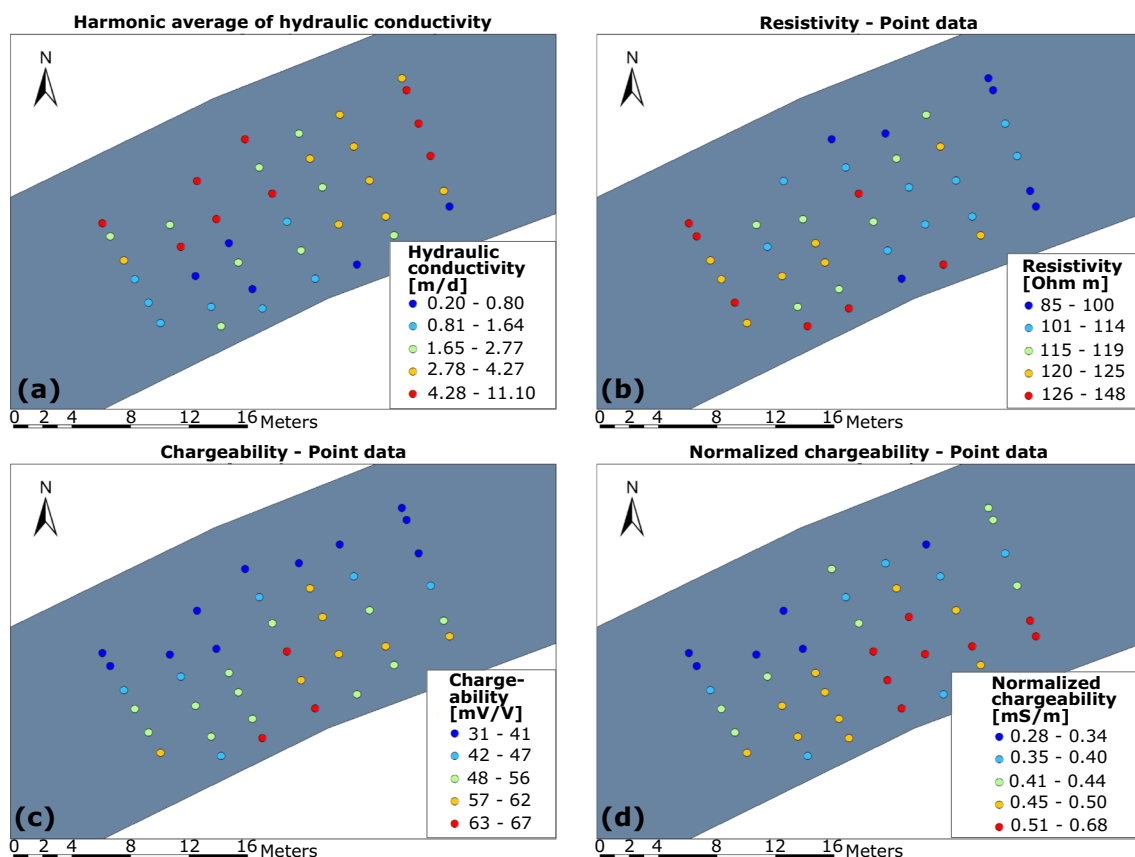 Harmonic average of hydraulic conductivity
N
Hydraulic
conductivity
[m/d]
0.20 - 0.80
0.81 - 1.64
1.65 - 2.77
2.78 - 4.27
4.28 - 11.10
(a)
0 2 4 8 12 16
Meters
Resistivity - Point data
N
Resistivity
[Ohm m]
85 - 100
101 - 114
115 - 119
120 - 125
126 - 148
(b)
0 2 4 8 12 16
Meters
Chargeability - Point data
N
Charge-
ability
[mV/V]
31 - 41
42 - 47
48 - 56
57 - 62
63 - 67
(c)
0 2 4 8 12 16
Meters
Normalized chargeability - Point data
N
Normalized
chargeability
[mS/m]
0.28 - 0.34
0.35 - 0.40
0.41 - 0.44
0.45 - 0.50
0.51 - 0.68
(d)
0 2 4 8 12 16
Meters